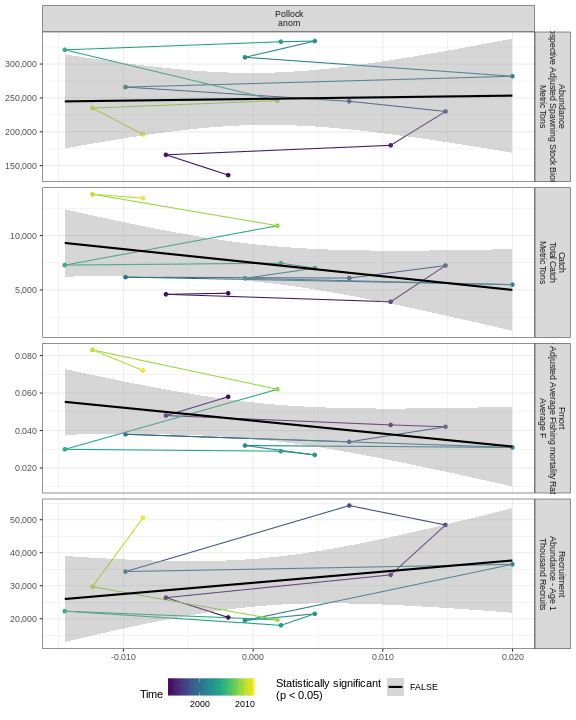 Pollock
anom
300,000
250,000
200,000
150,000
Abundance
Adjusted Spawning Stock
Metric Tons
10,000
5,000
Catch
Total Catch
Metric Tons
0.080
0.060
0.040
0.020
Fmort
Adjusted Average Fishing mortality
Average F
50,000
40,000
30,000
20,000
Recruitment
Abundance - Age 1
Thousand Recruits
-0.010
0.000
0.010
0.020
Time
2000
2010
Statistically significant
(p < 0.05)
FALSE